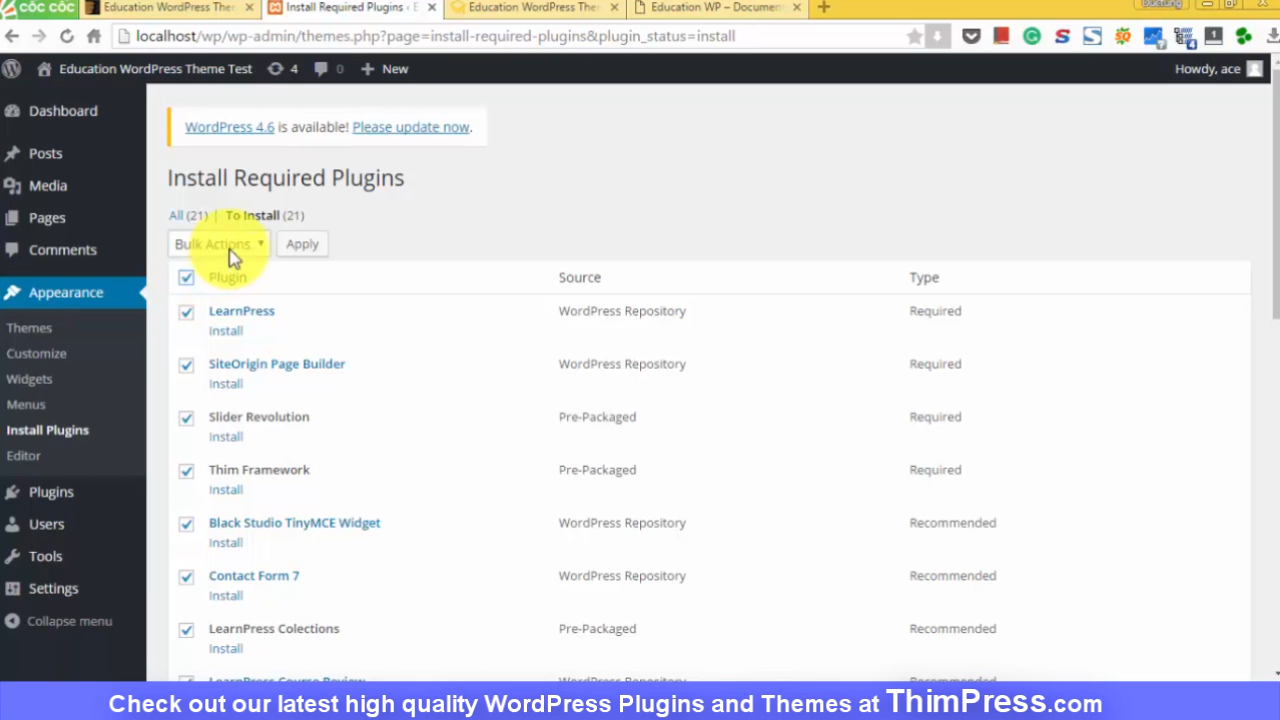 CỐC CỐC
Education WordPress Them
Install Required Plugins ‹ E
Education WordPress Them
Education WP – Document
localhost/wp/wp-admin/themes.php?page=install-required-plugins&plugin_status=install
Education WordPress Theme Test
4
0
New
Howdy, ace
Dashboard
Posts
Media
Pages
Comments
Appearance
Themes
Customize
Widgets
Menus
Install Plugins
Editor
Plugins
Users
Tools
Settings
Collapse menu
WordPress 4.6 is available! Please update now.
Install Required Plugins
All (21) | To Install (21)
Bulk Actions
Apply
Plugin Source Type
LearnPress WordPress Repository Required
Install
SiteOrigin Page Builder WordPress Repository Required
Install
Slider Revolution Pre-Packaged Required
Install
Thim Framework Pre-Packaged Required
Install
Black Studio TinyMCE Widget WordPress Repository Recommended
Install
Contact Form 7 WordPress Repository Recommended
Install
LearnPress Colections Pre-Packaged Recommended
Install
LearnPress Course Review
Check out our latest high quality WordPress Plugins and Themes at ThimPress.com